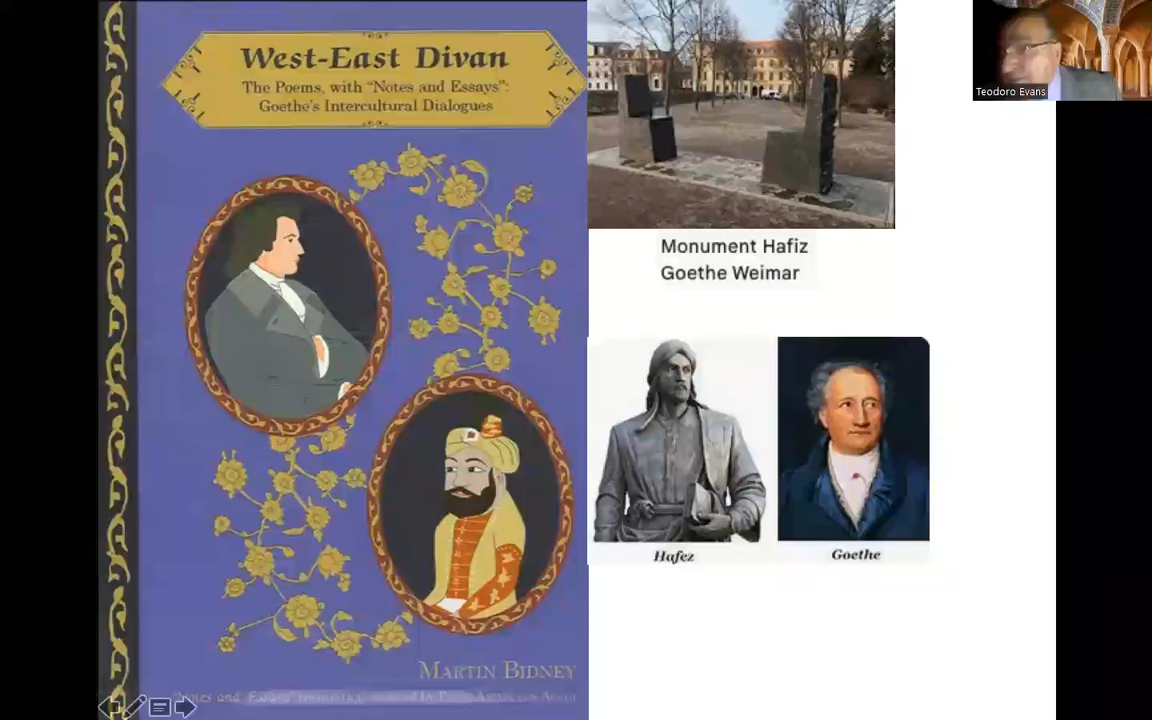 West-East Divan
The Poems, with "Notes and Essays":
Goethe's Intercultural Dialogues
MARTIN BIDNEY
Monument Hafiz
Goethe Weimar
Hafez
Goethe
Teodoro Evans